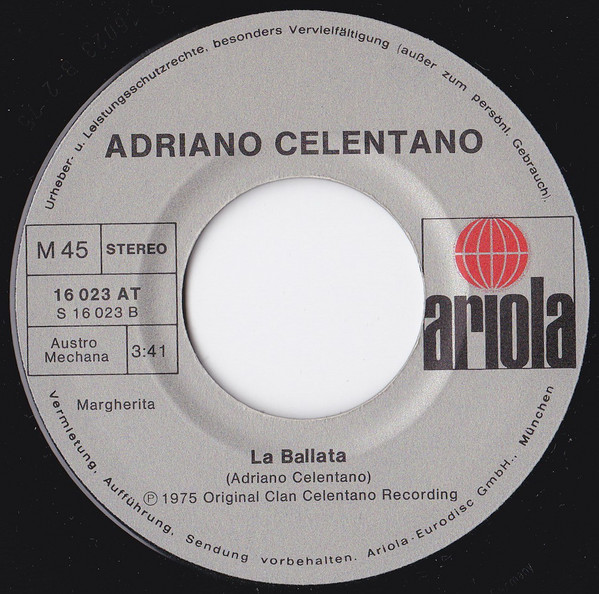 Urheber- u. Leistungsschutzrechte, besonders Vervielfältigung (außer zum persönl. Gebrauch).
ADRIANO CELENTANO
M 45
STEREO
16 023 AT
S 16 023 B
Austro
Mechana
3:41
ariola
Margherita
La Ballata
(Adriano Celentano)
Ⓟ 1975 Original Clan Celentano Recording
Vermietung, Aufführung, Sendung vorbehalten. Ariola-Eurodisc GmbH., München